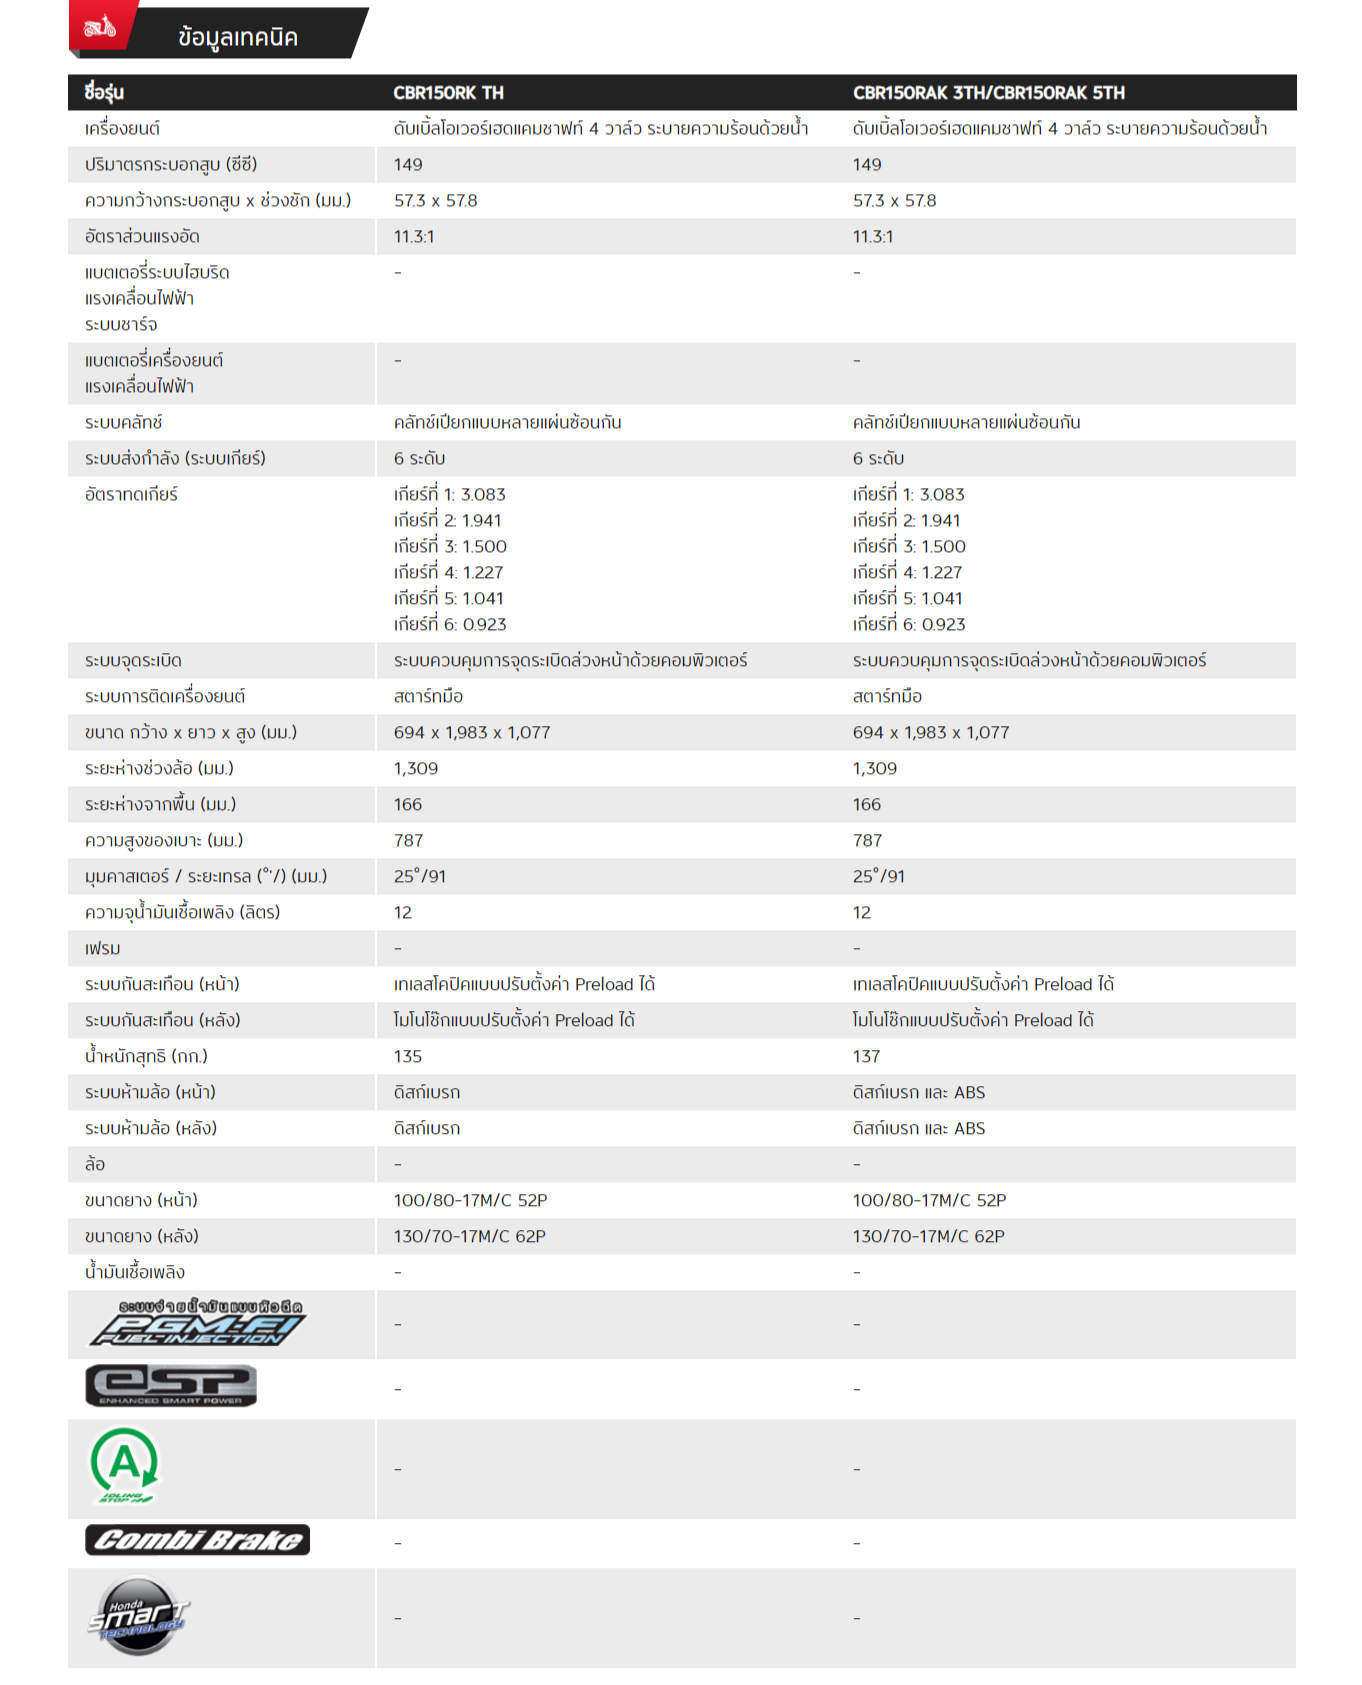 ข้อมูลเทคนิค
ชื่อรุ่น CBR150RK TH CBR150RAK 3TH/CBR150RAK 5TH
เครื่องยนต์ ดับเบิ้ลโอเวอร์เฮดแคมชาฟท์ 4 วาล์ว ระบายความร้อนด้วยน้ำ ดับเบิ้ลโอเวอร์เฮดแคมชาฟท์ 4 วาล์ว ระบายความร้อนด้วยน้ำ
ปริมาตรกระบอกสูบ (ซีซี) 149 149
ความกว้างกระบอกสูบ x ช่วงชัก (มม.) 57.3 x 57.8 57.3 x 57.8
อัตราส่วนแรงอัด 11.3:1 11.3:1
แบตเตอรี่ระบบไฮบริด - -
แรงเคลื่อนไฟฟ้า
ระบบชาร์จ
แบตเตอรี่เครื่องยนต์ - -
แรงเคลื่อนไฟฟ้า
ระบบคลัทช์ คลัทช์เปียกแบบหลายแผ่นซ้อนกัน คลัทช์เปียกแบบหลายแผ่นซ้อนกัน
ระบบส่งกำลัง (ระบบเกียร์) 6 ระดับ 6 ระดับ
อัตราทดเกียร์ เกียร์ที่ 1: 3.083 เกียร์ที่ 1: 3.083
เกียร์ที่ 2: 1.941 เกียร์ที่ 2: 1.941
เกียร์ที่ 3: 1.500 เกียร์ที่ 3: 1.500
เกียร์ที่ 4: 1.227 เกียร์ที่ 4: 1.227
เกียร์ที่ 5: 1.041 เกียร์ที่ 5: 1.041
เกียร์ที่ 6: 0.923 เกียร์ที่ 6: 0.923
ระบบจุดระเบิด ระบบควบคุมการจุดระเบิดล่วงหน้าด้วยคอมพิวเตอร์ ระบบควบคุมการจุดระเบิดล่วงหน้าด้วยคอมพิวเตอร์
ระบบการติดเครื่องยนต์ สตาร์ทมือ สตาร์ทมือ
ขนาด กว้าง x ยาว x สูง (มม.) 694 x 1,983 x 1,077 694 x 1,983 x 1,077
ระยะห่างช่วงล้อ (มม.) 1,309 1,309
ระยะห่างจากพื้น (มม.) 166 166
ความสูงของเบาะ (มม.) 787 787
มุมคาสเตอร์ / ระยะเทรล (°'/) (มม.) 25°/91 25°/91
ความจุน้ำมันเชื้อเพลิง (ลิตร) 12 12
เฟรม - -
ระบบกันสะเทือน (หน้า) เทเลสโคปิคแบบปรับตั้งค่า Preload ได้ เทเลสโคปิคแบบปรับตั้งค่า Preload ได้
ระบบกันสะเทือน (หลัง) โมโนโช๊กแบบปรับตั้งค่า Preload ได้ โมโนโช๊กแบบปรับตั้งค่า Preload ได้
น้ำหนักสุทธิ (กก.) 135 137
ระบบห้ามล้อ (หน้า) ดิสก์เบรก ดิสก์เบรก และ ABS
ระบบห้ามล้อ (หลัง) ดิสก์เบรก ดิสก์เบรก และ ABS
ล้อ - -
ขนาดยาง (หน้า) 100/80-17M/C 52P 100/80-17M/C 52P
ขนาดยาง (หลัง) 130/70-17M/C 62P 130/70-17M/C 62P
น้ำมันเชื้อเพลิง - -
ระบบจ่ายน้ำมันแบบหัวฉีด
PGM-FI - -
FUEL INJECTION
eSP - -
ENHANCED SMART POWER
A - -
IDLING
STOP
Combi Brake - -
Honda
smart - -
TECHNOLOGY